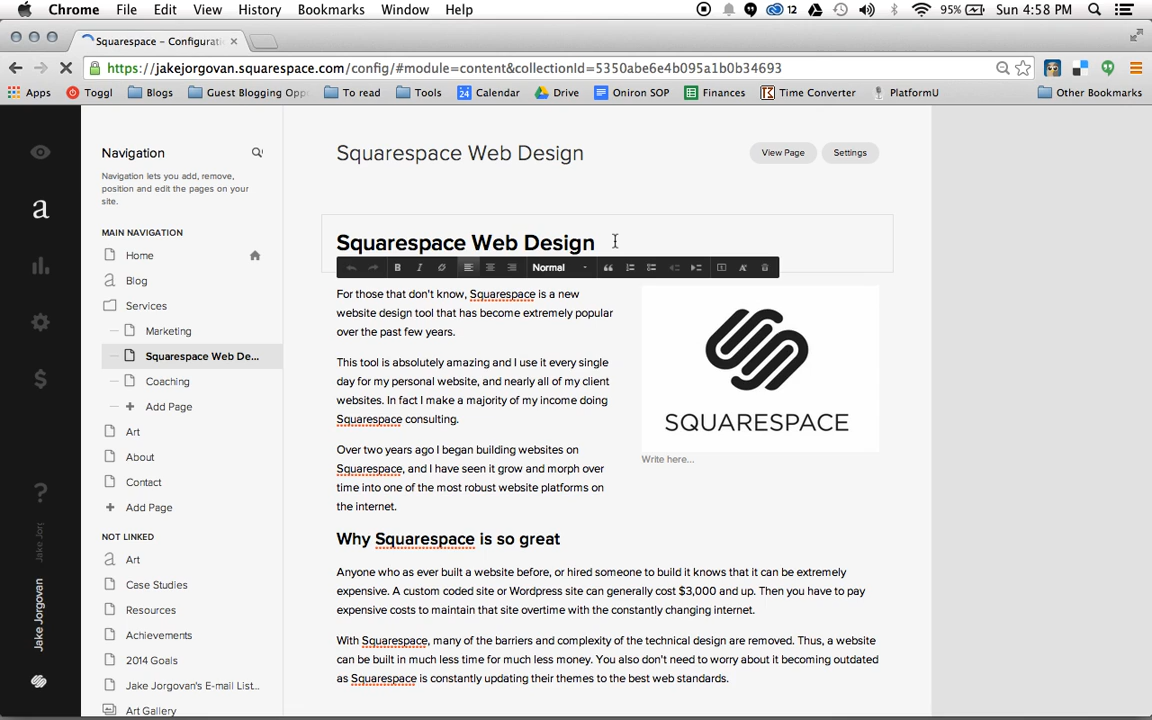 Chrome File Edit View History Bookmarks Window Help 12 95% Sun 4:58 PM
Squarespace - Configurati
https://jakejorgovan.squarespace.com/config/#module=content&collectionId=5350abe6e4b095a1b0b34693
Apps Toggl Blogs Guest Blogging Opp To read Tools 24 Calendar Drive Oniron SOP Finances Time Converter PlatformU Other Bookmarks
Navigation
Navigation lets you add, remove,
position and edit the pages on your
site.
MAIN NAVIGATION
Home
Blog
Services
Marketing
Squarespace Web De...
Coaching
+ Add Page
Art
About
Contact
+ Add Page
NOT LINKED
Art
Case Studies
Resources
Achievements
2014 Goals
Jake Jorgovan's E-mail List...
Art Gallery
a
$
?
Jake Jor
Jake Jorgovan
Squarespace Web Design
View Page Settings
Squarespace Web Design
B I Normal
For those that don't know, Squarespace is a new
website design tool that has become extremely popular
over the past few years.
This tool is absolutely amazing and I use it every single
day for my personal website, and nearly all of my client
websites. In fact I make a majority of my income doing
Squarespace consulting.
Over two years ago I began building websites on
Squarespace, and I have seen it grow and morph over
time into one of the most robust website platforms on
the internet.
SQUARESPACE
Write here...
Why Squarespace is so great
Anyone who as ever built a website before, or hired someone to build it knows that it can be extremely
expensive. A custom coded site or Wordpress site can generally cost $3,000 and up. Then you have to pay
expensive costs to maintain that site overtime with the constantly changing internet.
With Squarespace, many of the barriers and complexity of the technical design are removed. Thus, a website
can be built in much less time for much less money. You also don't need to worry about it becoming outdated
as Squarespace is constantly updating their themes to the best web standards.